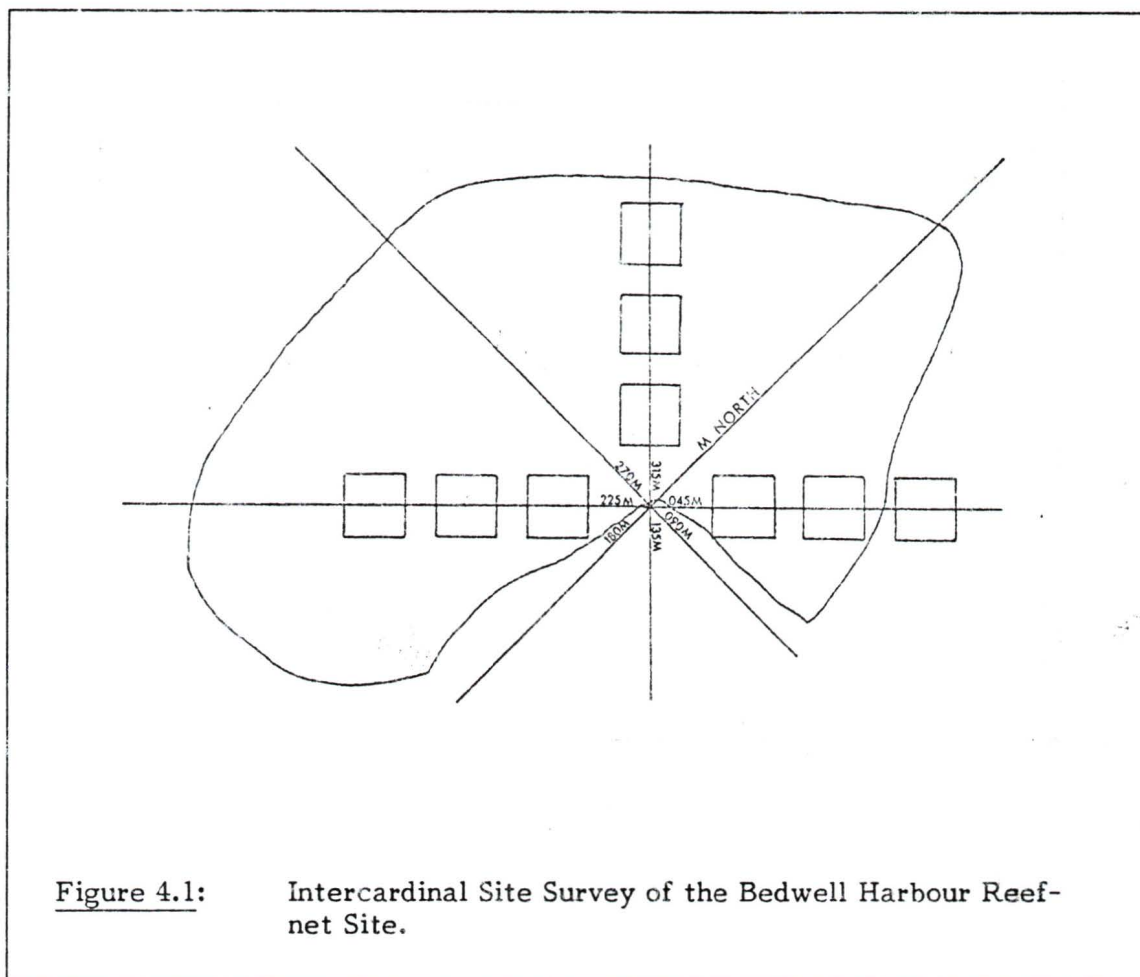 M NORTH
270M
315M
225M
045M
180M
135M
090M
Figure 4.1: Intercardinal Site Survey of the Bedwell Harbour Reef-
net Site.